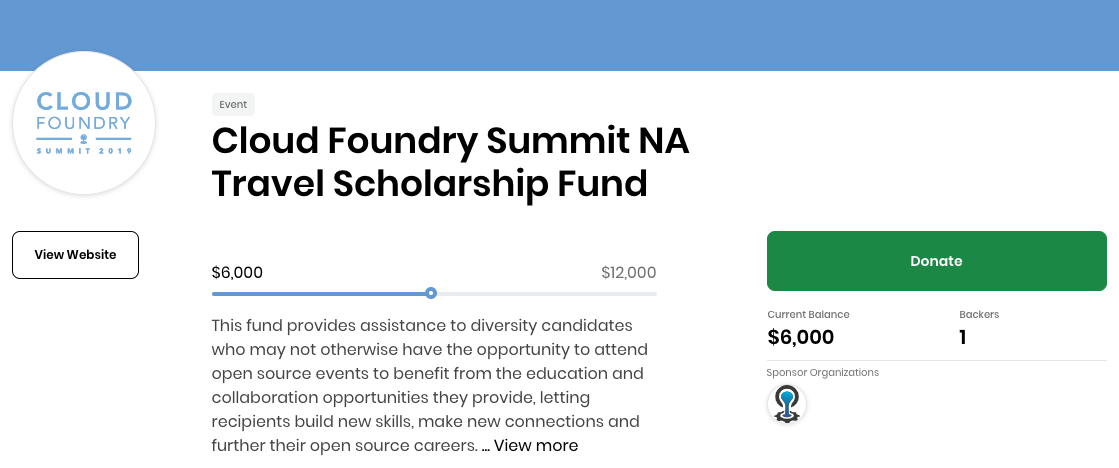 CLOUD
FOUNDRY
SUMMIT 2019
View Website
Event
Cloud Foundry Summit NA
Travel Scholarship Fund
$6,000
$12,000
This fund provides assistance to diversity candidates
who may not otherwise have the opportunity to attend
open source events to benefit from the education and
collaboration opportunities they provide, letting
recipients build new skills, make new connections and
further their open source careers. ... View more
Donate
Current Balance
Backers
$6,000
1
Sponsor Organizations